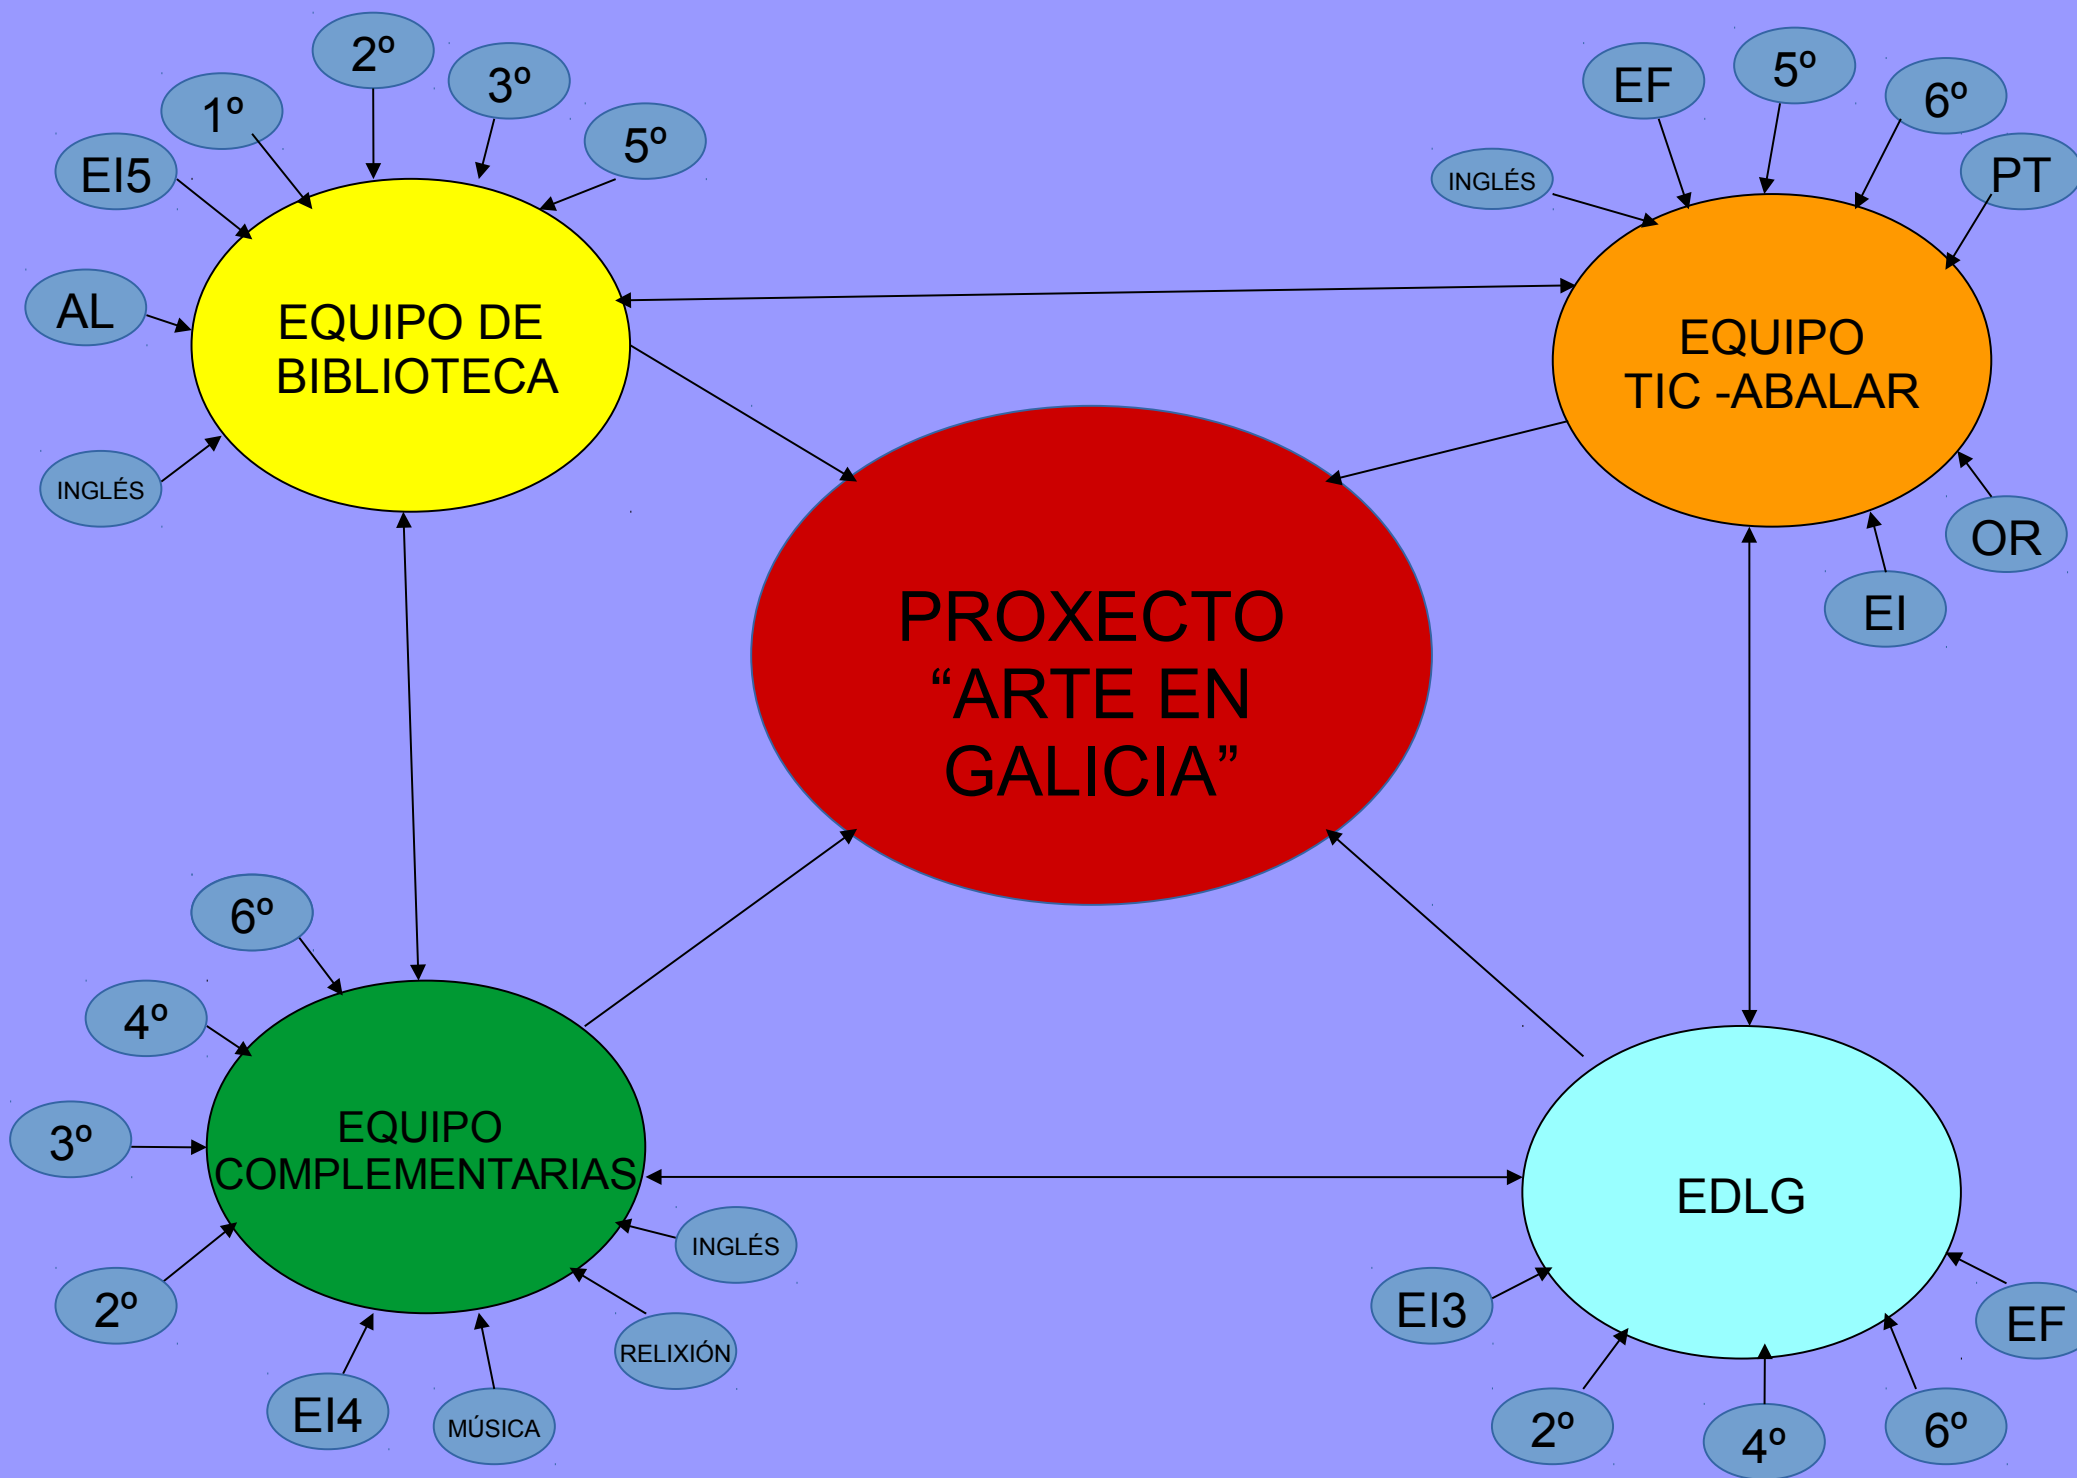 2º
3º
1º
5º
EI5
AL
INGLÉS
EQUIPO DE
BIBLIOTECA
EF
5º
6º
PT
INGLÉS
EQUIPO
TIC -ABALAR
OR
EI
PROXECTO
“ARTE EN
GALICIA”
6º
4º
3º
2º
EI4
MÚSICA
RELIXIÓN
INGLÉS
EQUIPO
COMPLEMENTARIAS
EDLG
EI3
2º
4º
6º
EF